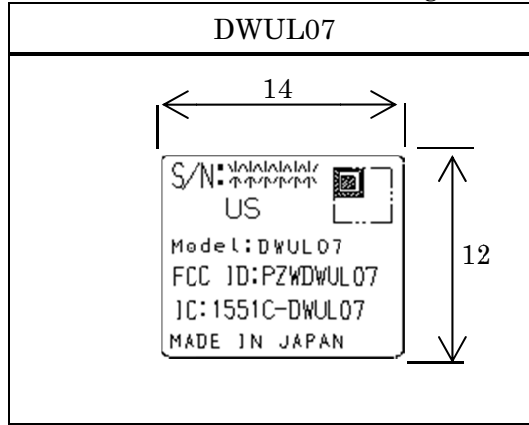 DWUL07
14
S/N:********
US
12
Model:DWUL07
FCC ID:PZWDWUL07
IC:1551C-DWUL07
MADE IN JAPAN